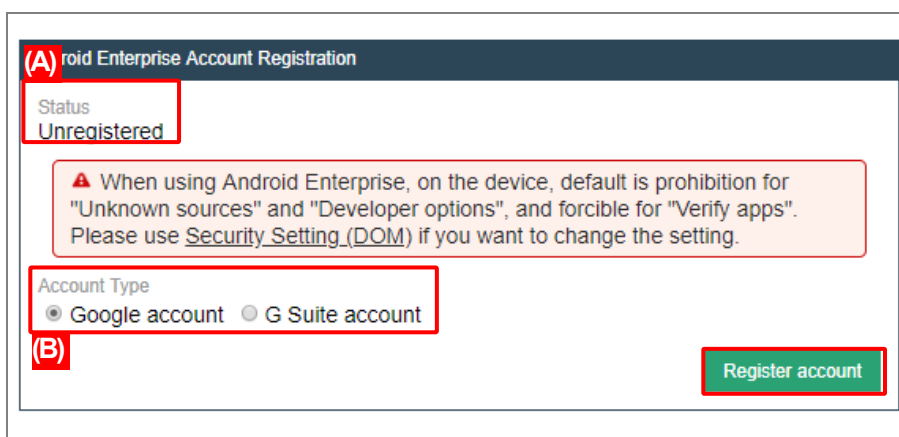 (A)
roid Enterprise Account Registration
Status
Unregistered
When using Android Enterprise, on the device, default is prohibition for
"Unknown sources" and "Developer options", and forcible for "Verify apps".
Please use Security Setting (DOM) if you want to change the setting.
Account Type
Google account G Suite account
(B)
Register account